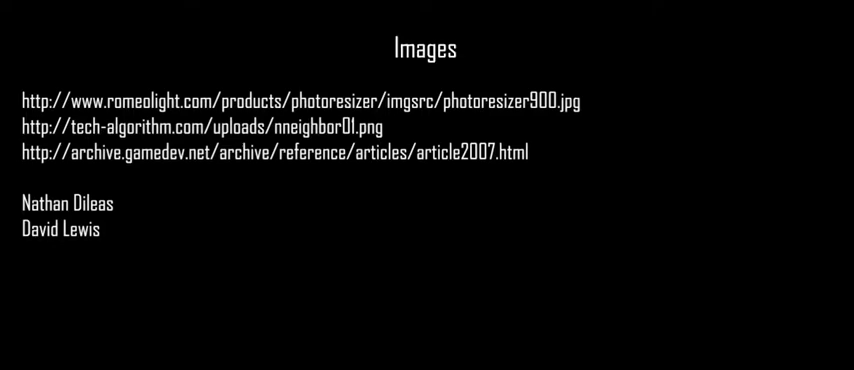 Images
http://www.romeolight.com/products/photoresizer/imgsrc/photoresizer900.jpg
http://tech-algorithm.com/uploads/nneighbor01.png
http://archive.gamedev.net/archive/reference/articles/article2007.html
Nathan Dileas
David Lewis